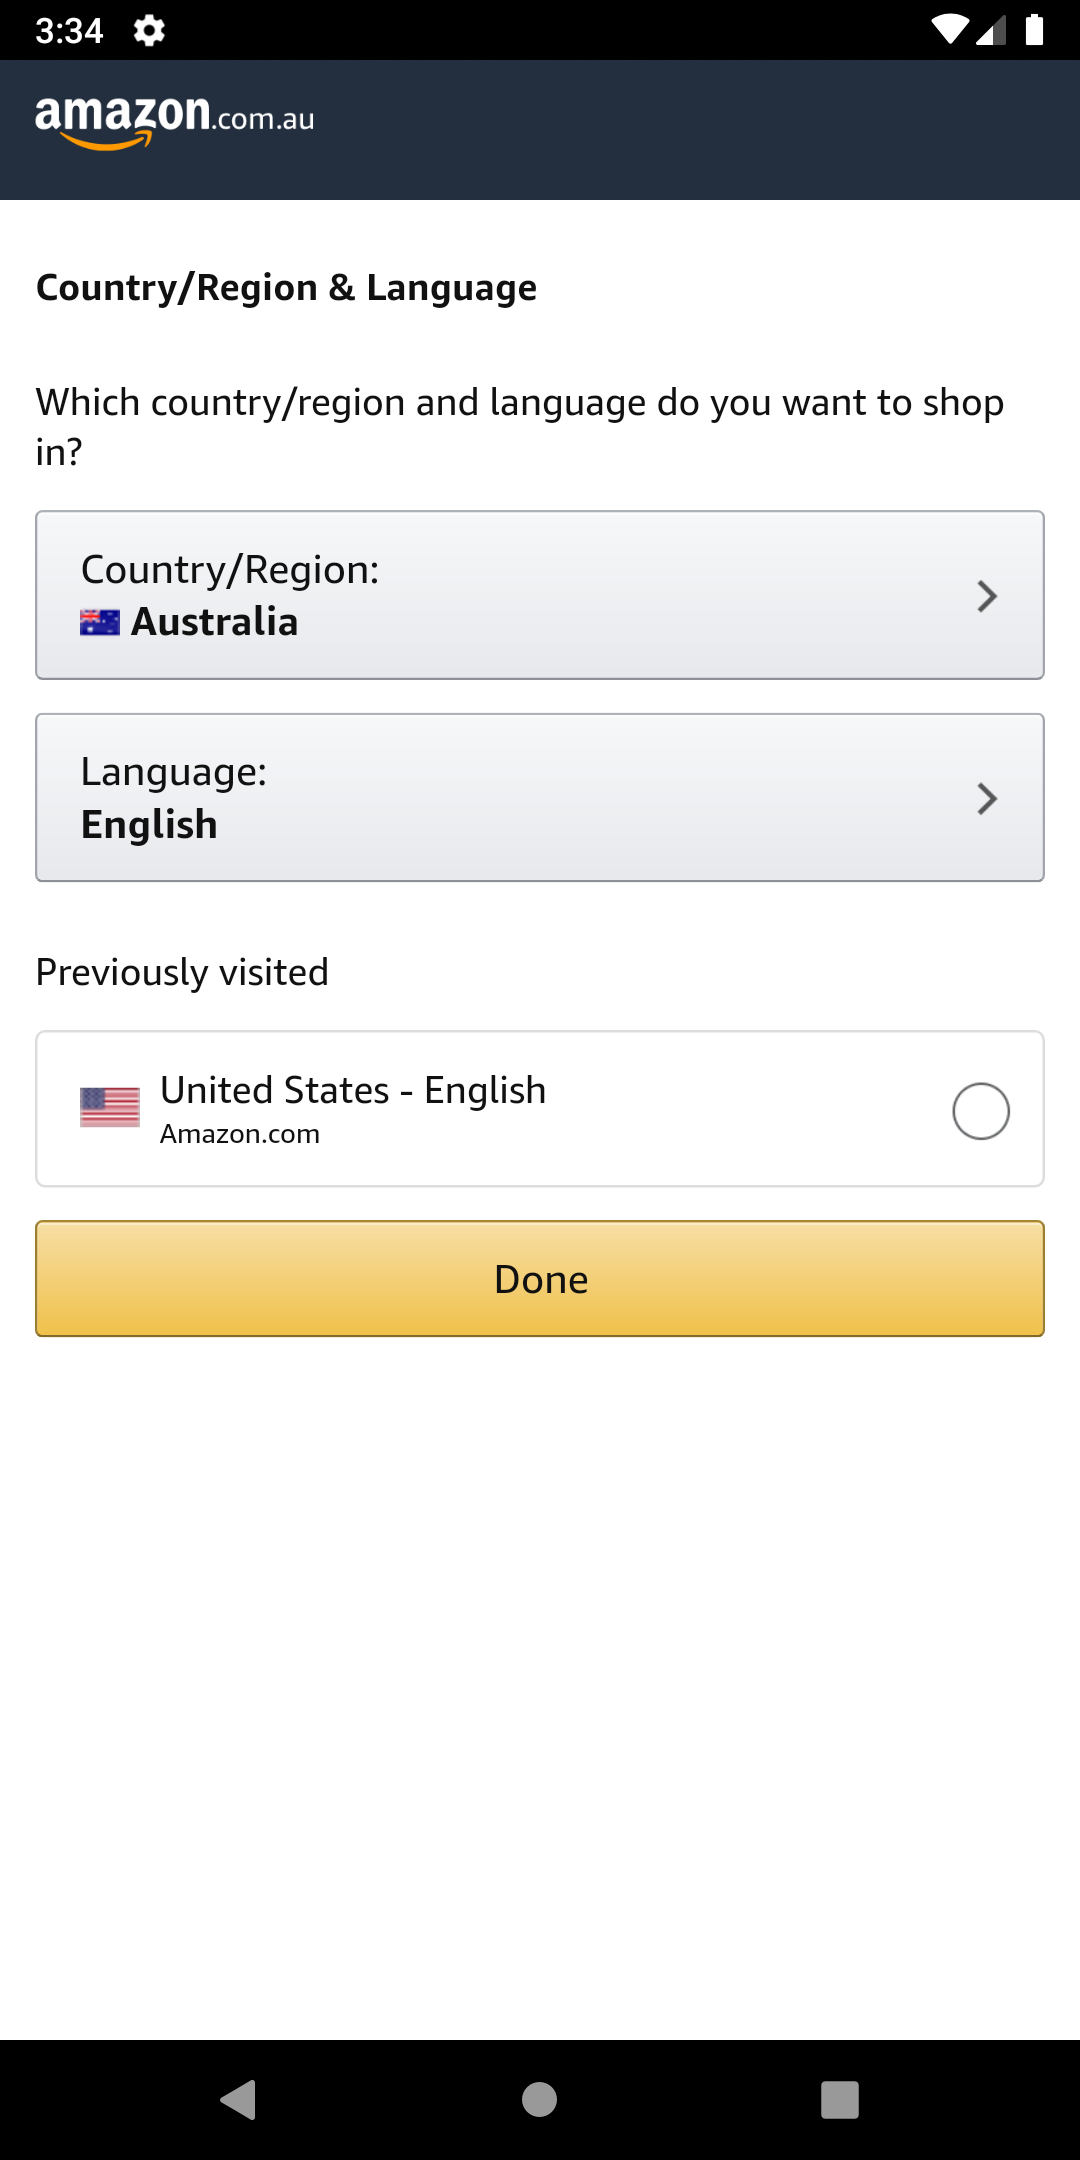 3:34
amazon.com.au
Country/Region & Language
Which country/region and language do you want to shop
in?
Country/Region:
Australia
Language:
English
Previously visited
United States - English
Amazon.com
Done